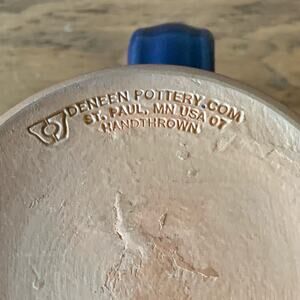 DENEEN POTTERY.COM
ST. PAUL, MN USA 07
HANDTHROWN